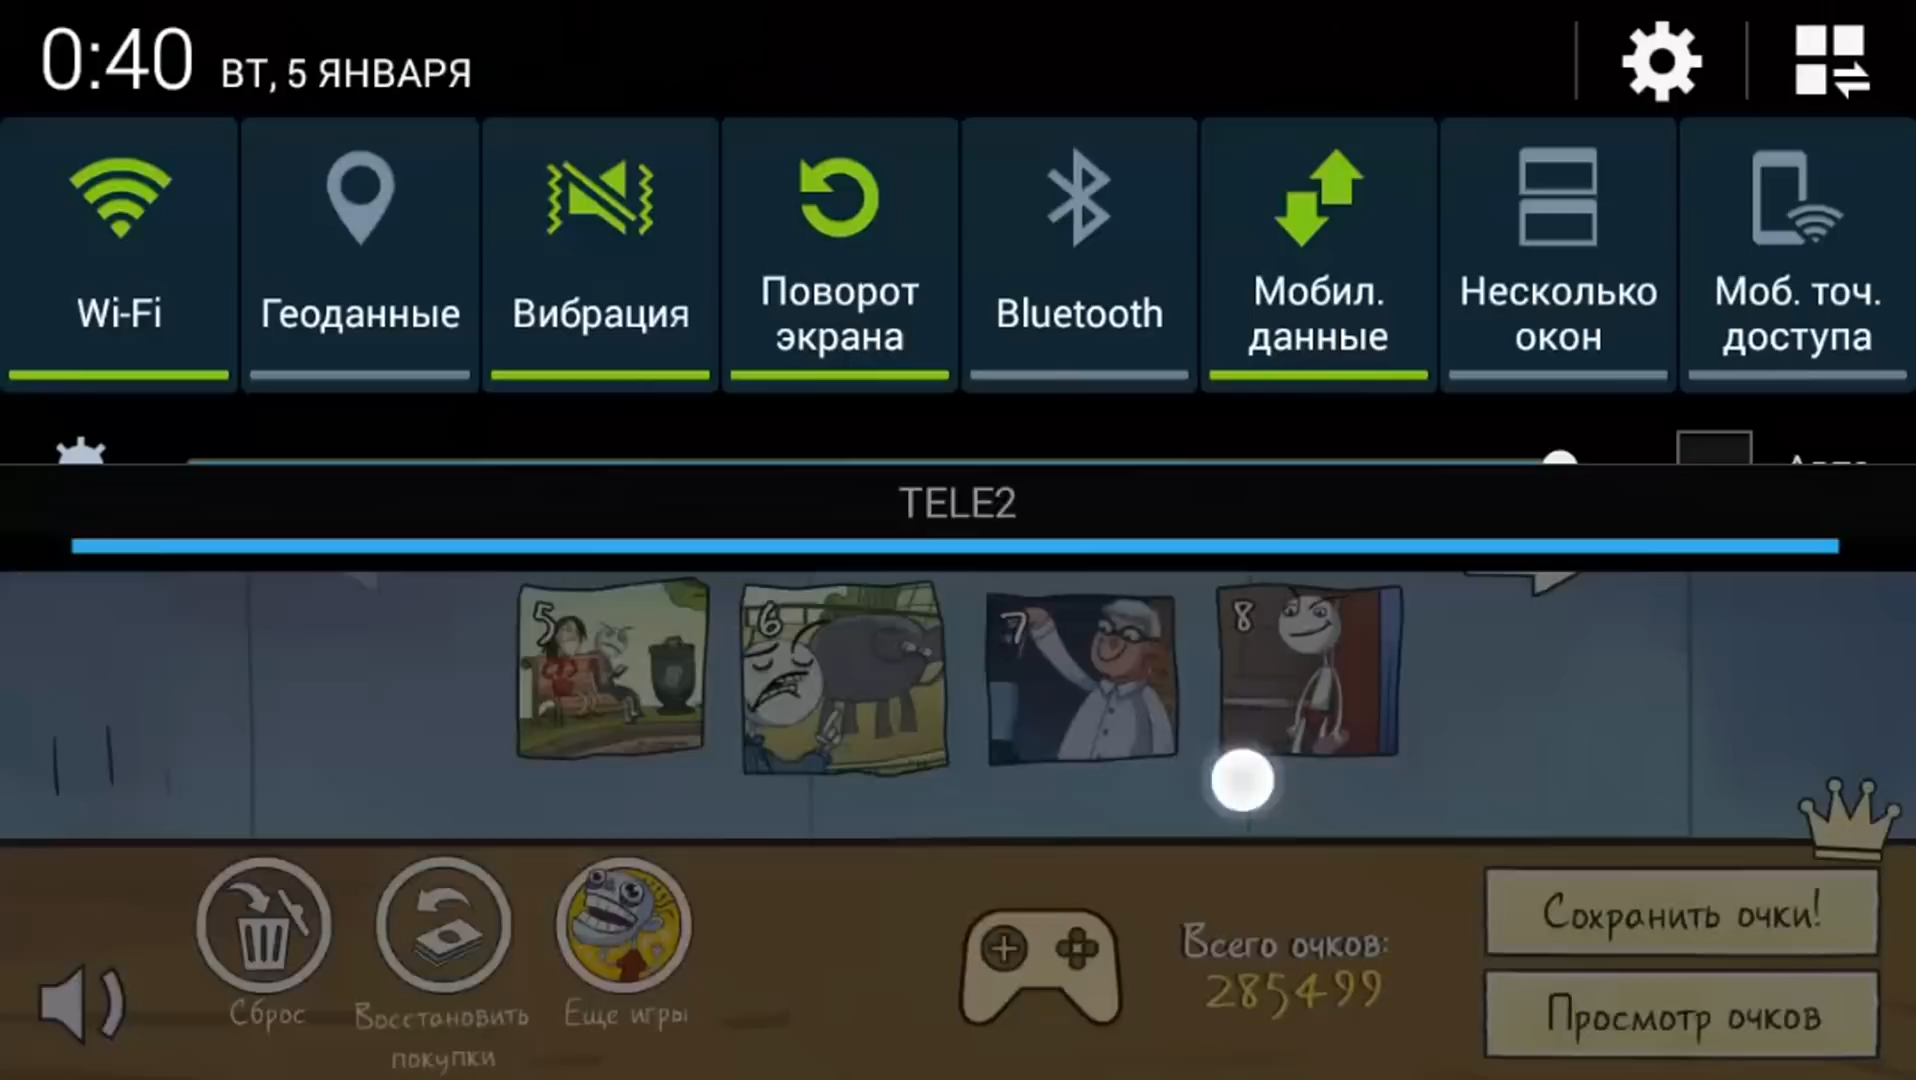 0:40 ВТ, 5 ЯНВАРЯ
Wi-Fi
Геоданные
Вибрация
Поворот
экрана
Bluetooth
Мобил.
данные
Несколько
окон
Моб. точ.
доступа
TELE2
5
6
7
8
Сброс
Восстановить
покупки
Еще игры
Всего очков:
285499
Сохранить очки!
Просмотр очков